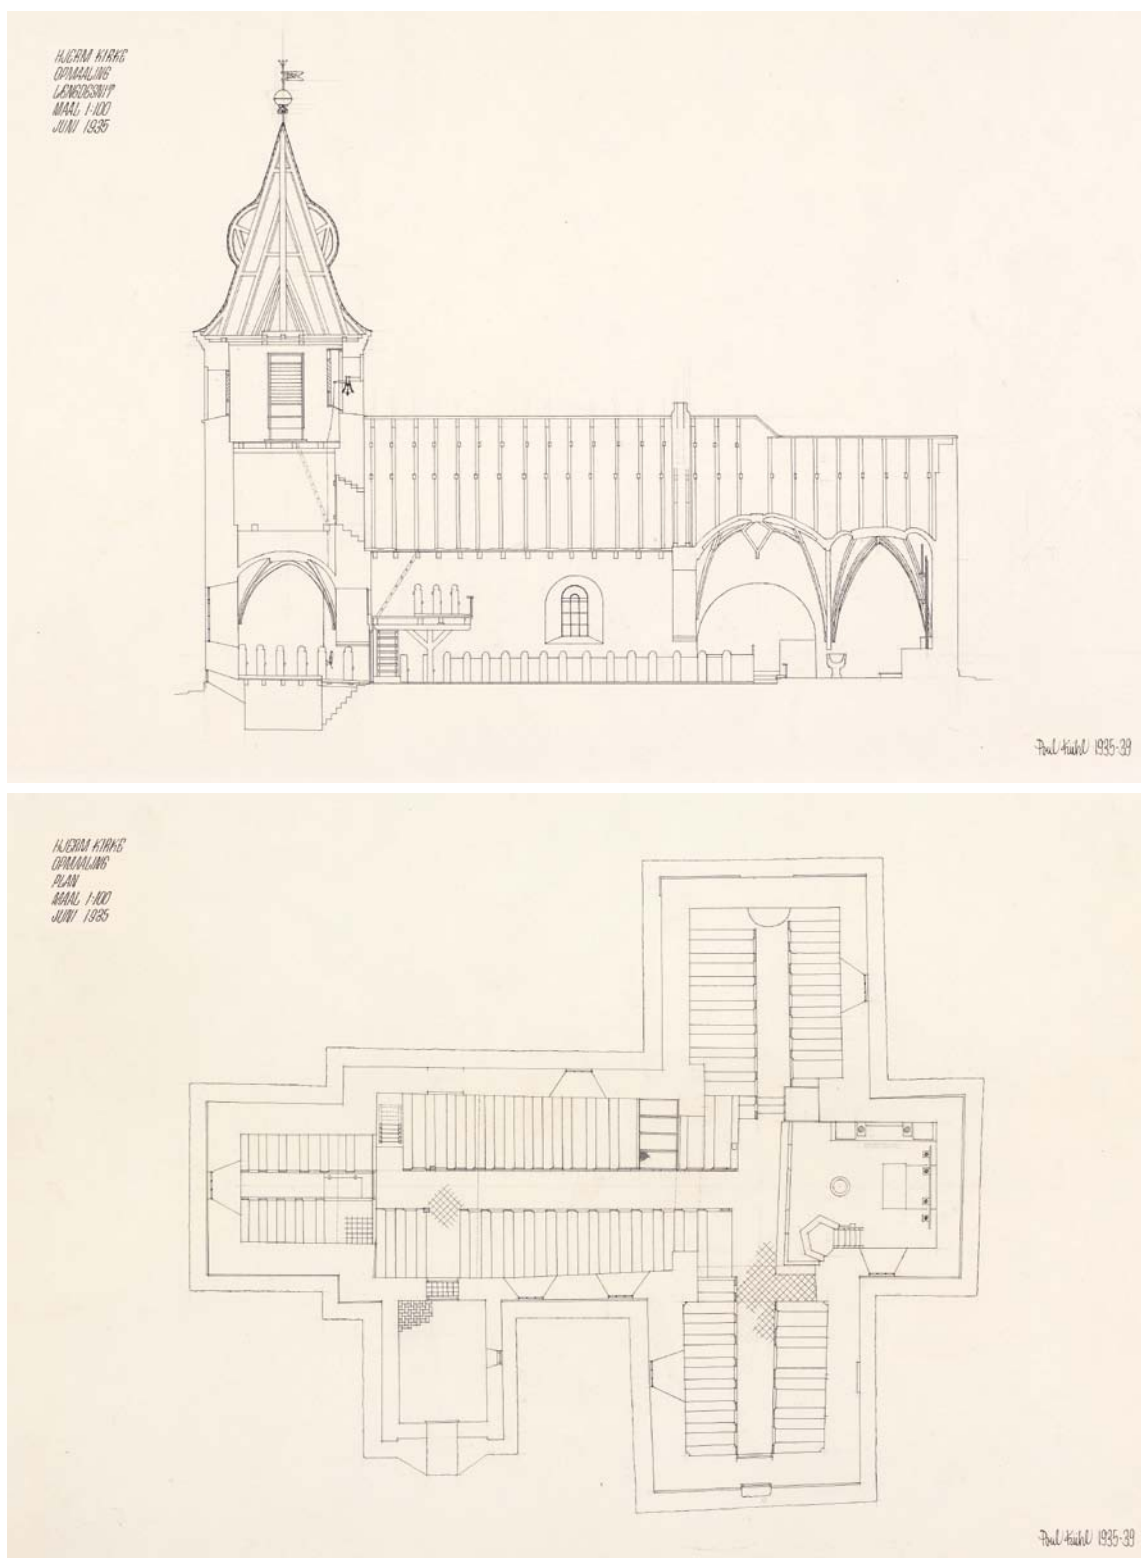 HJERM KIRKE
OPMAALING
LÆNGDESNIT
MAAL 1:100
JUNI 1935
Poul Kuhl 1935-39
HJERM KIRKE
OPMAALING
PLAN
MAAL 1:100
JUNI 1935
Poul Kuhl 1935-39